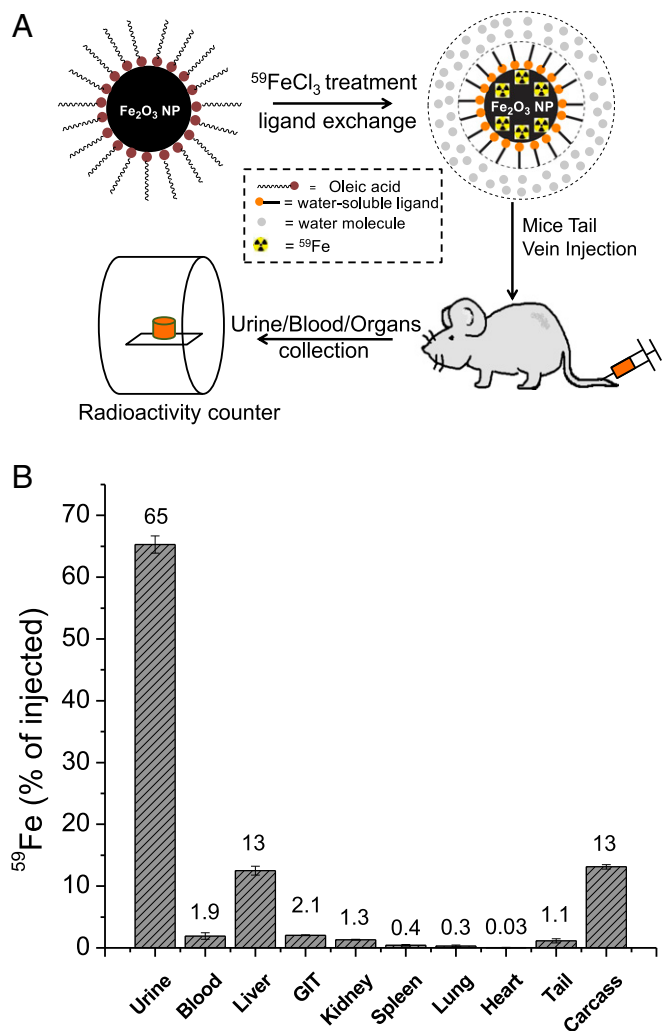 A
Fe₂O₃ NP
⁵⁹FeCl₃ treatment
ligand exchange
Fe₂O₃ NP
= Oleic acid
= water-soluble ligand
= water molecule
= ⁵⁹Fe
Mice Tail
Vein Injection
Urine/Blood/Organs
collection
Radioactivity counter
B
⁵⁹Fe (% of injected)
70
60
50
40
30
20
10
0
65
1.9
13
2.1
1.3
0.4
0.3
0.03
1.1
13
Urine
Blood
Liver
GIT
Kidney
Spleen
Lung
Heart
Tail
Carcass